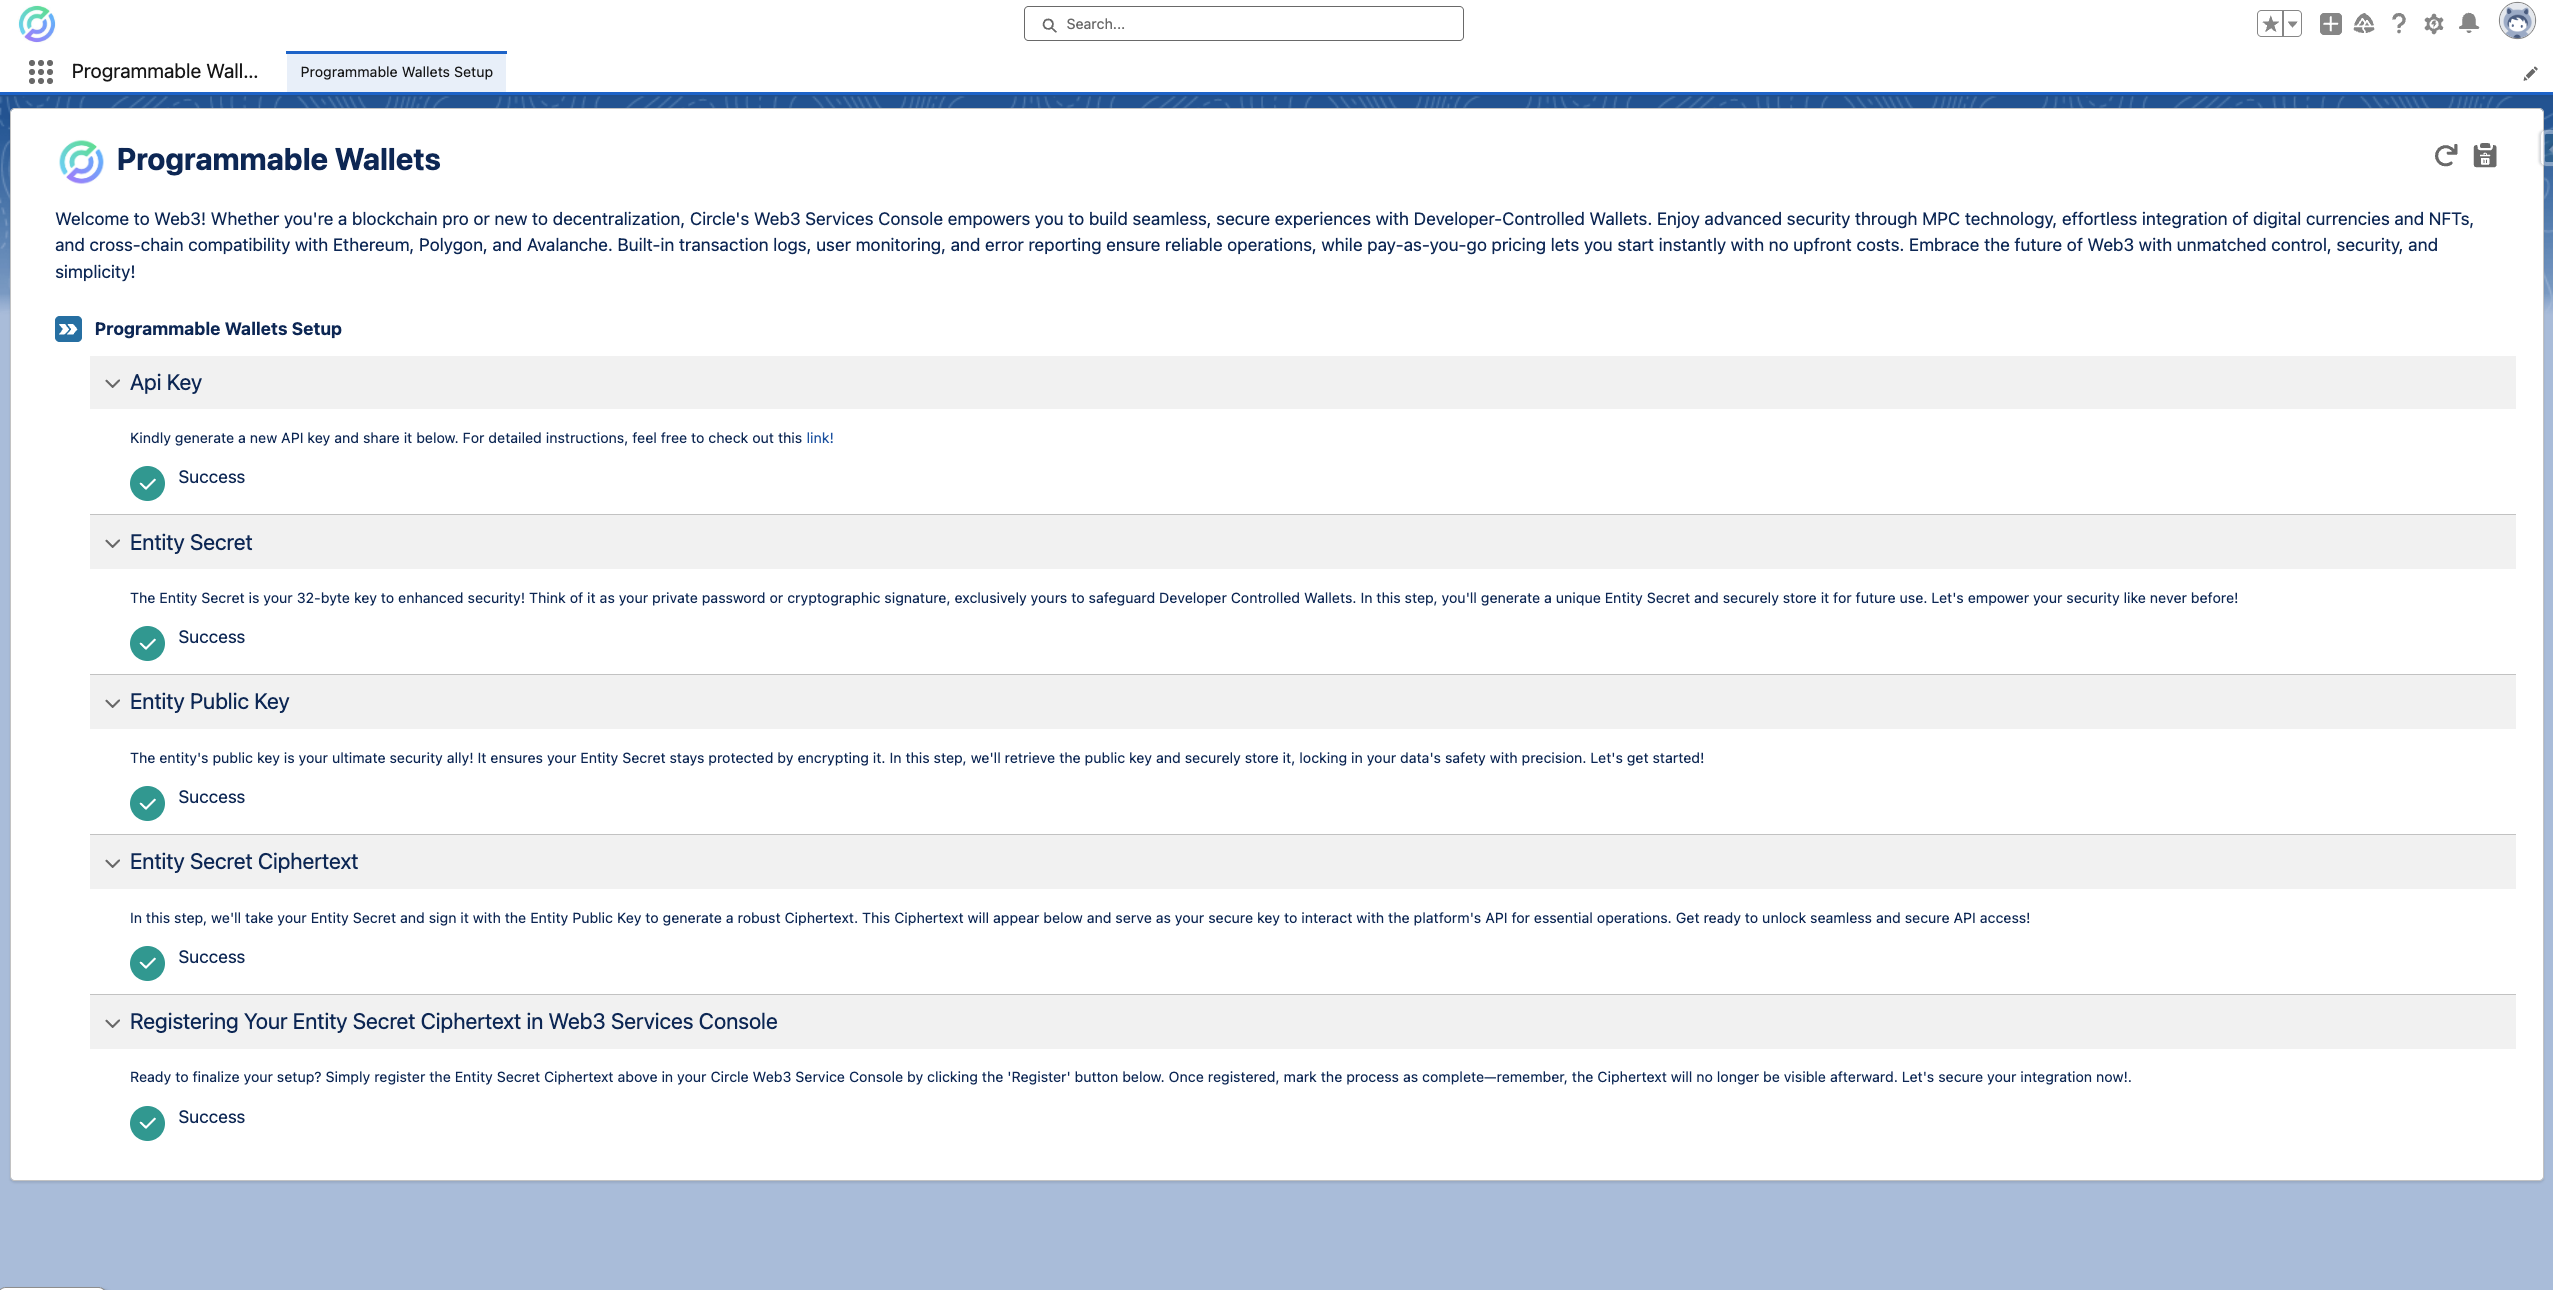 Search...
Programmable Wall...
Programmable Wallets Setup
Programmable Wallets
Welcome to Web3! Whether you're a blockchain pro or new to decentralization, Circle's Web3 Services Console empowers you to build seamless, secure experiences with Developer-Controlled Wallets. Enjoy advanced security through MPC technology, effortless integration of digital currencies and NFTs,
and cross-chain compatibility with Ethereum, Polygon, and Avalanche. Built-in transaction logs, user monitoring, and error reporting ensure reliable operations, while pay-as-you-go pricing lets you start instantly with no upfront costs. Embrace the future of Web3 with unmatched control, security, and
simplicity!
Programmable Wallets Setup
Api Key
Kindly generate a new API key and share it below. For detailed instructions, feel free to check out this link!
Success
Entity Secret
The Entity Secret is your 32-byte key to enhanced security! Think of it as your private password or cryptographic signature, exclusively yours to safeguard Developer Controlled Wallets. In this step, you'll generate a unique Entity Secret and securely store it for future use. Let's empower your security like never before!
Success
Entity Public Key
The entity's public key is your ultimate security ally! It ensures your Entity Secret stays protected by encrypting it. In this step, we'll retrieve the public key and securely store it, locking in your data's safety with precision. Let's get started!
Success
Entity Secret Ciphertext
In this step, we'll take your Entity Secret and sign it with the Entity Public Key to generate a robust Ciphertext. This Ciphertext will appear below and serve as your secure key to interact with the platform's API for essential operations. Get ready to unlock seamless and secure API access!
Success
Registering Your Entity Secret Ciphertext in Web3 Services Console
Ready to finalize your setup? Simply register the Entity Secret Ciphertext above in your Circle Web3 Service Console by clicking the 'Register' button below. Once registered, mark the process as complete—remember, the Ciphertext will no longer be visible afterward. Let's secure your integration now!.
Success